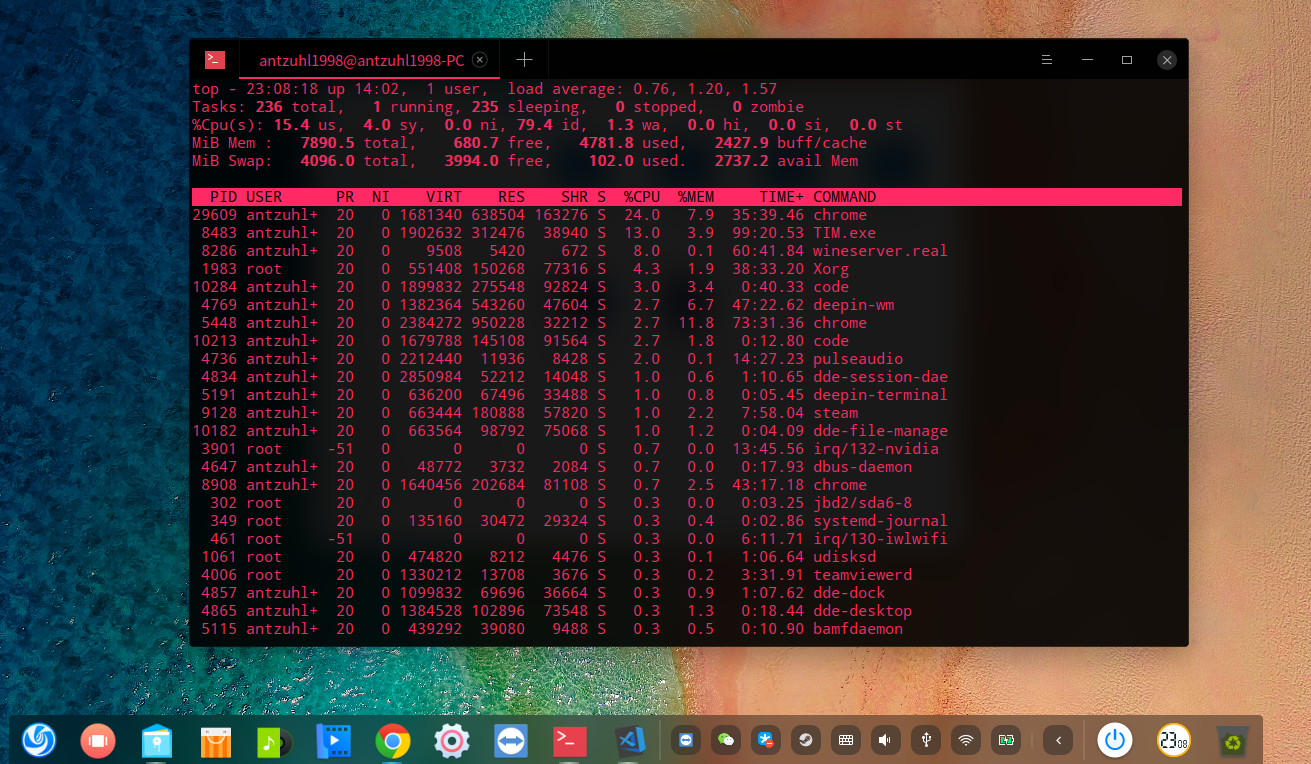 antzuhl1998@antzuhl1998-PC
top - 23:08:18 up 14:02,  1 user,  load average: 0.76, 1.20, 1.57
Tasks: 236 total,   1 running, 235 sleeping,   0 stopped,   0 zombie
%Cpu(s): 15.4 us,  4.0 sy,  0.0 ni, 79.4 id,  1.3 wa,  0.0 hi,  0.0 si,  0.0 st
MiB Mem :   7890.5 total,    680.7 free,   4781.8 used,   2427.9 buff/cache
MiB Swap:   4096.0 total,   3994.0 free,    102.0 used.   2737.2 avail Mem
PID USER      PR  NI    VIRT    RES    SHR S  %CPU  %MEM     TIME+ COMMAND
29609 antzuhl+  20   0 1681340 638504 163276 S  24.0   7.9  35:39.46 chrome
8483 antzuhl+  20   0 1902632 312476  38940 S  13.0   3.9  99:20.53 TIM.exe
8286 antzuhl+  20   0    9508   5420    672 S   8.0   0.1  60:41.84 wineserver.real
1983 root      20   0  551408 150268  77316 S   4.3   1.9  38:33.20 Xorg
10284 antzuhl+  20   0 1899832 275548  92824 S   3.0   3.4   0:40.33 code
4769 antzuhl+  20   0 1382364 543260  47604 S   2.7   6.7  47:22.62 deepin-wm
5448 antzuhl+  20   0 2384272 950228  32212 S   2.7  11.8  73:31.36 chrome
10213 antzuhl+  20   0 1679788 145108  91564 S   2.7   1.8   0:12.80 code
4736 antzuhl+  20   0 2212440  11936   8428 S   2.0   0.1  14:27.23 pulseaudio
4834 antzuhl+  20   0 2850984  52212  14048 S   1.0   0.6   1:10.65 dde-session-dae
5191 antzuhl+  20   0  636200  67496  33488 S   1.0   0.8   0:05.45 deepin-terminal
9128 antzuhl+  20   0  663444 180888  57820 S   1.0   2.2   7:58.04 steam
10182 antzuhl+  20   0  663564  98792  75068 S   1.0   1.2   0:04.09 dde-file-manage
3901 root     -51   0       0      0      0 S   0.7   0.0  13:45.56 irq/132-nvidia
4647 antzuhl+  20   0   48772   3732   2084 S   0.7   0.0   0:17.93 dbus-daemon
8908 antzuhl+  20   0 1640456 202684  81108 S   0.7   2.5  43:17.18 chrome
302 root      20   0       0      0      0 S   0.3   0.0   0:03.25 jbd2/sda6-8
349 root      20   0  135160  30472  29324 S   0.3   0.4   0:02.86 systemd-journal
461 root     -51   0       0      0      0 S   0.3   0.0   6:11.71 irq/130-iwlwifi
1061 root      20   0  474820   8212   4476 S   0.3   0.1   1:06.64 udisksd
4006 root      20   0 1330212  13708   3676 S   0.3   0.2   3:31.91 teamviewerd
4857 antzuhl+  20   0 1099832  69696  36664 S   0.3   0.9   1:07.62 dde-dock
4865 antzuhl+  20   0 1384528 102896  73548 S   0.3   1.3   0:18.44 dde-desktop
5115 antzuhl+  20   0  439292  39080   9488 S   0.3   0.5   0:10.90 bamfdaemon
23 08